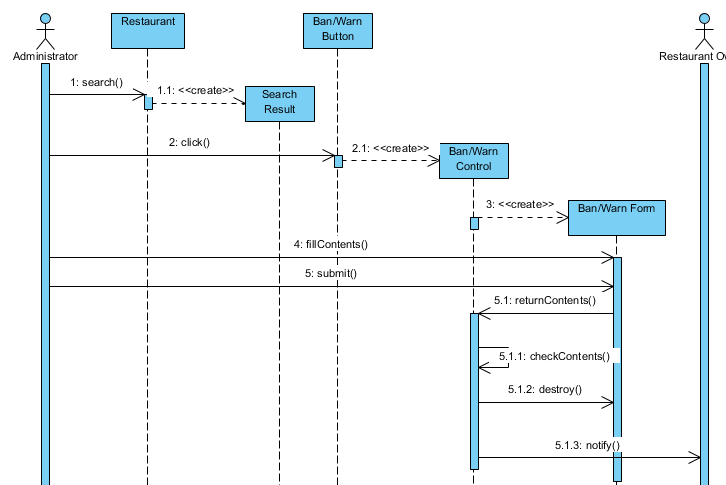 Restaurant
Ban/Warn
Button
Administrator
Restaurant
1: search()
1.1: <<create>>
Search
Result
2: click()
2.1: <<create>>
Ban/Warn
Control
3: <<create>>
Ban/Warn Form
4: fillContents()
5: submit()
5.1: returnContents()
5.1.1: checkContents()
5.1.2: destroy()
5.1.3: notify()